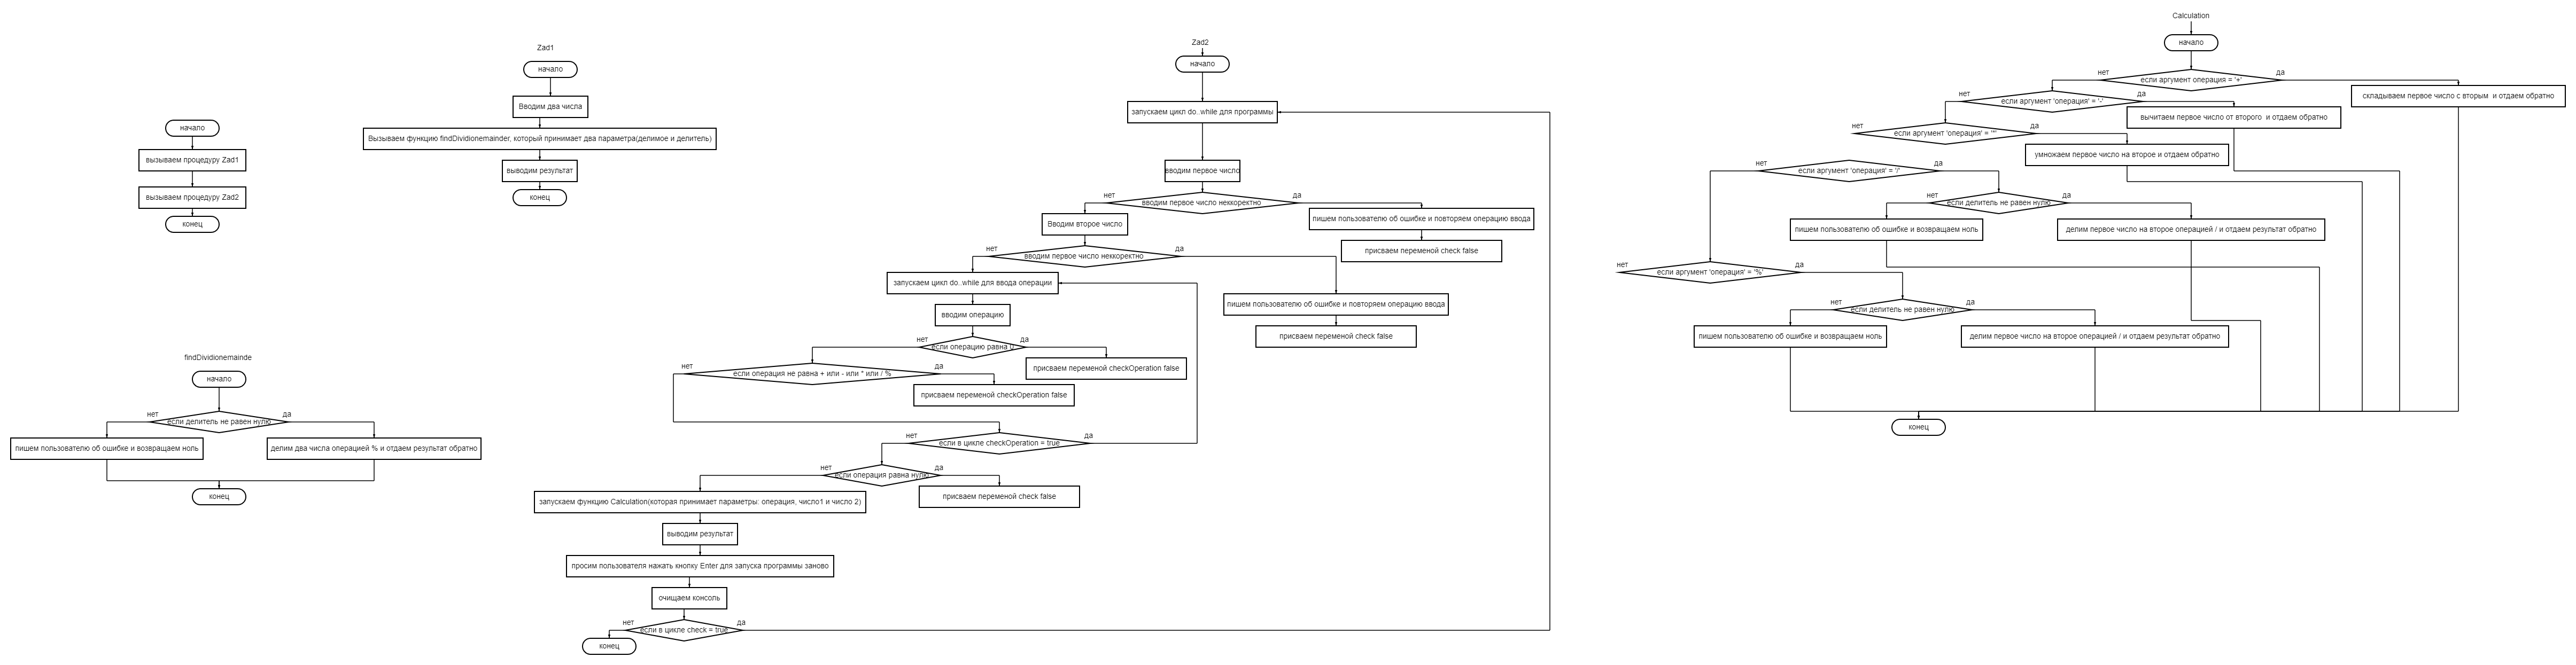 начало
вызываем процедуру Zad1
вызываем процедуру Zad2
конец
findDividionemainde
начало
нет
да
если делитель не равен нулю
пишем пользователю об ошибке и возвращаем ноль
делим два числа операцией % и отдаем результат обратно
конец
Zad1
начало
Вводим два числа
Вызываем функцию findDividionemainder, который принимает два параметра(делимое и делитель)
выводим результат
конец
Zad2
начало
запускаем цикл do..while для программы
вводим первое число
нет
да
вводим первое число неккоректно
Вводим второе число
пишем пользователю об ошибке и повторяем операцию ввода
присваем переменой check false
нет
да
вводим первое число неккоректно
запускаем цикл do..while для ввода операции
пишем пользователю об ошибке и повторяем операцию ввода
присваем переменой check false
вводим операцию
нет
да
если операцию равна 0
присваем переменой checkOperation false
нет
да
если операция не равна + или - или * или / %
присваем переменой checkOperation false
нет
да
если в цикле checkOperation = true
нет
да
если операция равна нулю
присваем переменой check false
запускаем функцию Calculation(которая принимает параметры: операция, число1 и число 2)
выводим результат
просим пользователя нажать кнопку Enter для запуска программы заново
очищаем консоль
нет
да
если в цикле check = true
конец
Calculation
начало
нет
да
если аргумент операция = '+'
складываем первое число с вторым и отдаем обратно
нет
да
если аргумент 'операция' = '-'
вычитаем первое число от второго и отдаем обратно
нет
да
если аргумент 'операция' = '*'
умножаем первое число на второе и отдаем обратно
нет
да
если аргумент 'операция' = '/'
нет
да
если делитель не равен нулю
пишем пользователю об ошибке и возвращаем ноль
делим первое число на второе операцией / и отдаем результат обратно
нет
да
если аргумент 'операция' = '%'
нет
да
если делитель не равен нулю
пишем пользователю об ошибке и возвращаем ноль
делим первое число на второе операцией / и отдаем результат обратно
конец